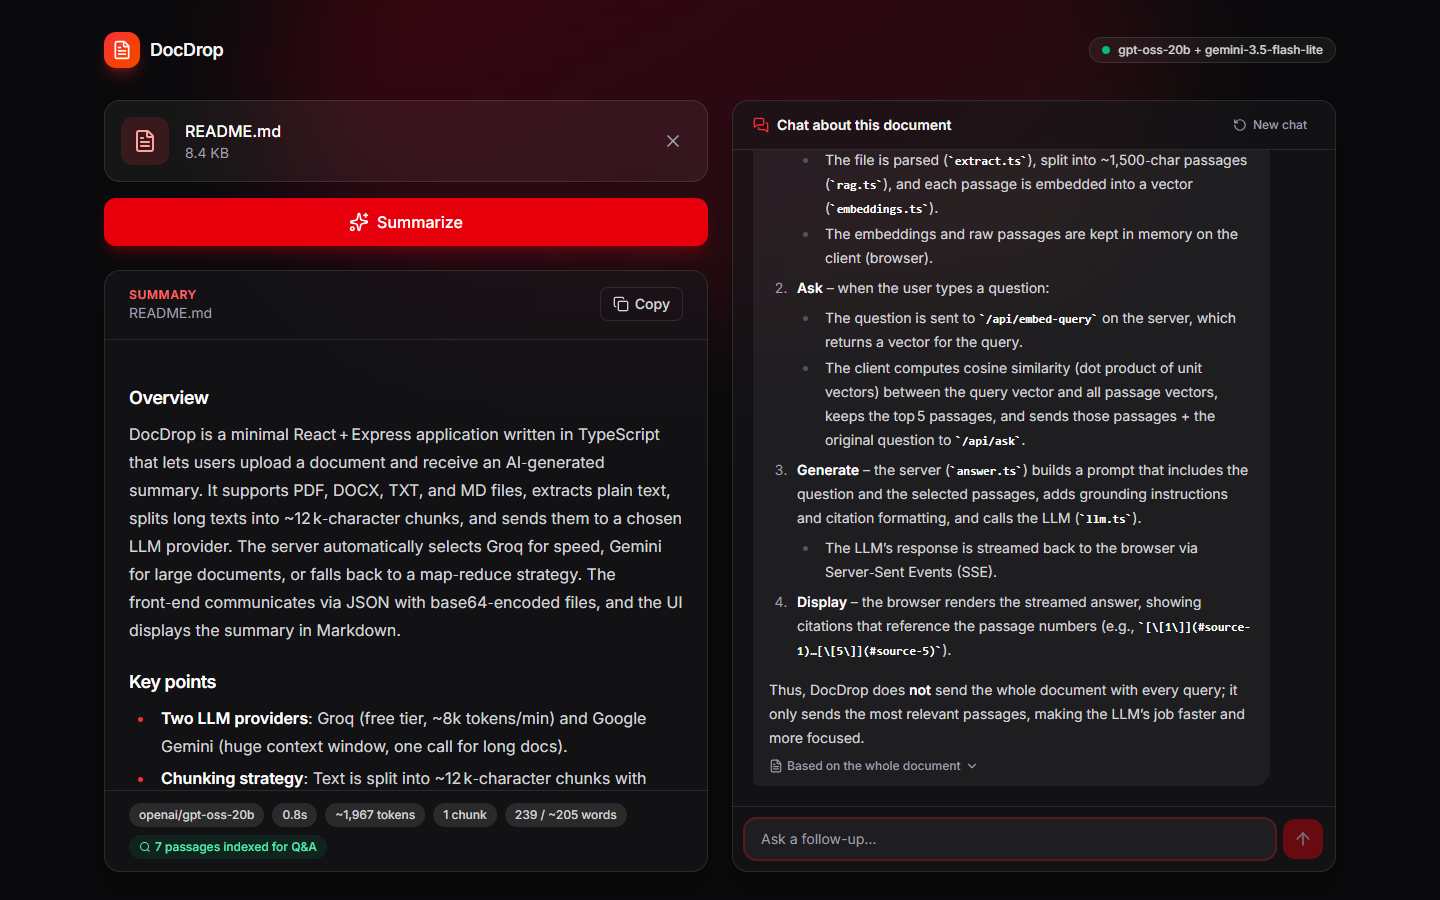 DocDrop
gpt-oss-20b + gemini-3.5-flash-lite
README.md
8.4 KB
Summarize
SUMMARY
README.md
Copy
Overview
DocDrop is a minimal React + Express application written in TypeScript
that lets users upload a document and receive an AI-generated
summary. It supports PDF, DOCX, TXT, and MD files, extracts plain text,
splits long texts into ~12 k-character chunks, and sends them to a chosen
LLM provider. The server automatically selects Groq for speed, Gemini
for large documents, or falls back to a map-reduce strategy. The
front-end communicates via JSON with base64-encoded files, and the UI
displays the summary in Markdown.
Key points
• Two LLM providers: Groq (free tier, ~8k tokens/min) and Google
Gemini (huge context window, one call for long docs).
• Chunking strategy: Text is split into ~12 k-character chunks with
openai/gpt-oss-20b
0.8s
~1,967 tokens
1 chunk
239 / ~205 words
7 passages indexed for Q&A
Chat about this document
New chat
• The file is parsed (`extract.ts`), split into ~1,500-char passages
(`rag.ts`), and each passage is embedded into a vector
(`embeddings.ts`).
• The embeddings and raw passages are kept in memory on the
client (browser).
2. Ask – when the user types a question:
• The question is sent to `/api/embed-query` on the server, which
returns a vector for the query.
• The client computes cosine similarity (dot product of unit
vectors) between the query vector and all passage vectors,
keeps the top 5 passages, and sends those passages + the
original question to `/api/ask`.
3. Generate – the server (`answer.ts`) builds a prompt that includes the
question and the selected passages, adds grounding instructions
and citation formatting, and calls the LLM (`llm.ts`).
• The LLM’s response is streamed back to the browser via
Server-Sent Events (SSE).
4. Display – the browser renders the streamed answer, showing
citations that reference the passage numbers (e.g., `[\[1\]](#source-
1)…[\[5\]](#source-5)`).
Thus, DocDrop does not send the whole document with every query; it
only sends the most relevant passages, making the LLM’s job faster and
more focused.
Based on the whole document
Ask a follow-up...